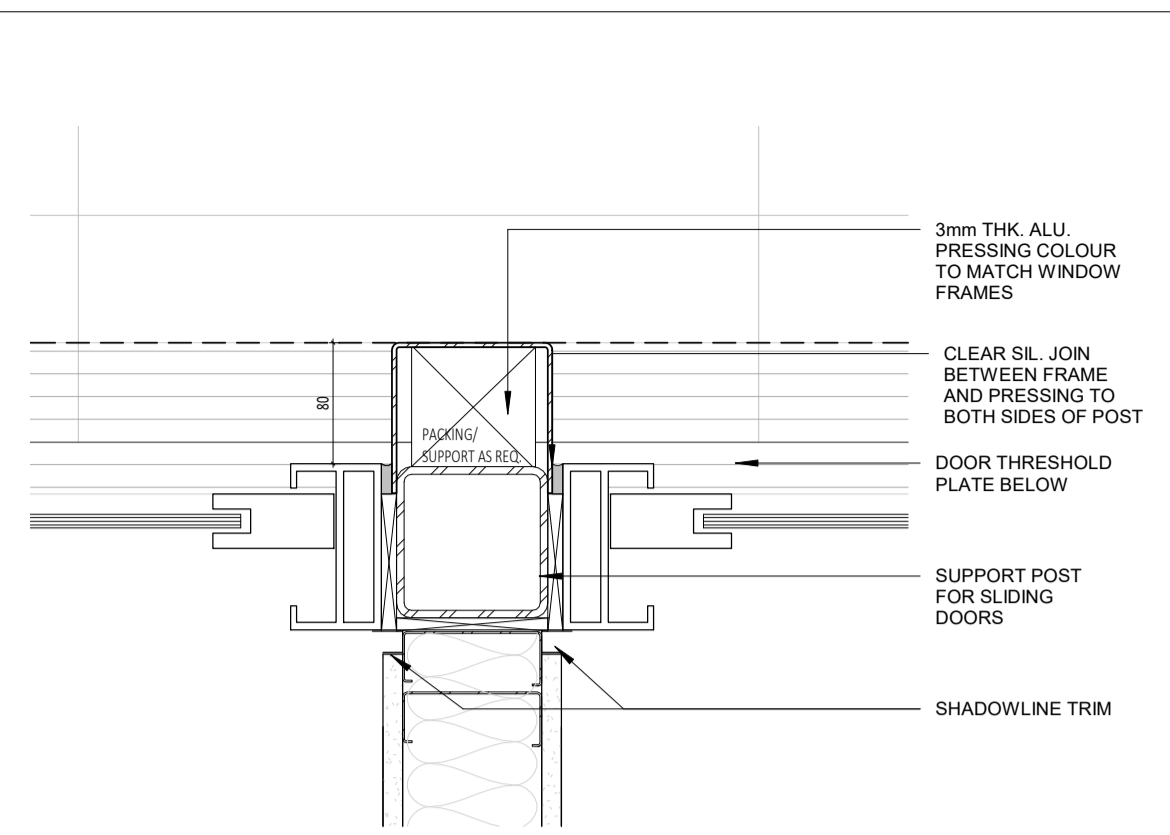 3mm THK. ALU.
PRESSING COLOUR
TO MATCH WINDOW
FRAMES
CLEAR SIL. JOIN
BETWEEN FRAME
AND PRESSING TO
BOTH SIDES OF POST
80
PACKING/
SUPPORT AS REQ.
DOOR THRESHOLD
PLATE BELOW
SUPPORT POST
FOR SLIDING
DOORS
SHADOWLINE TRIM